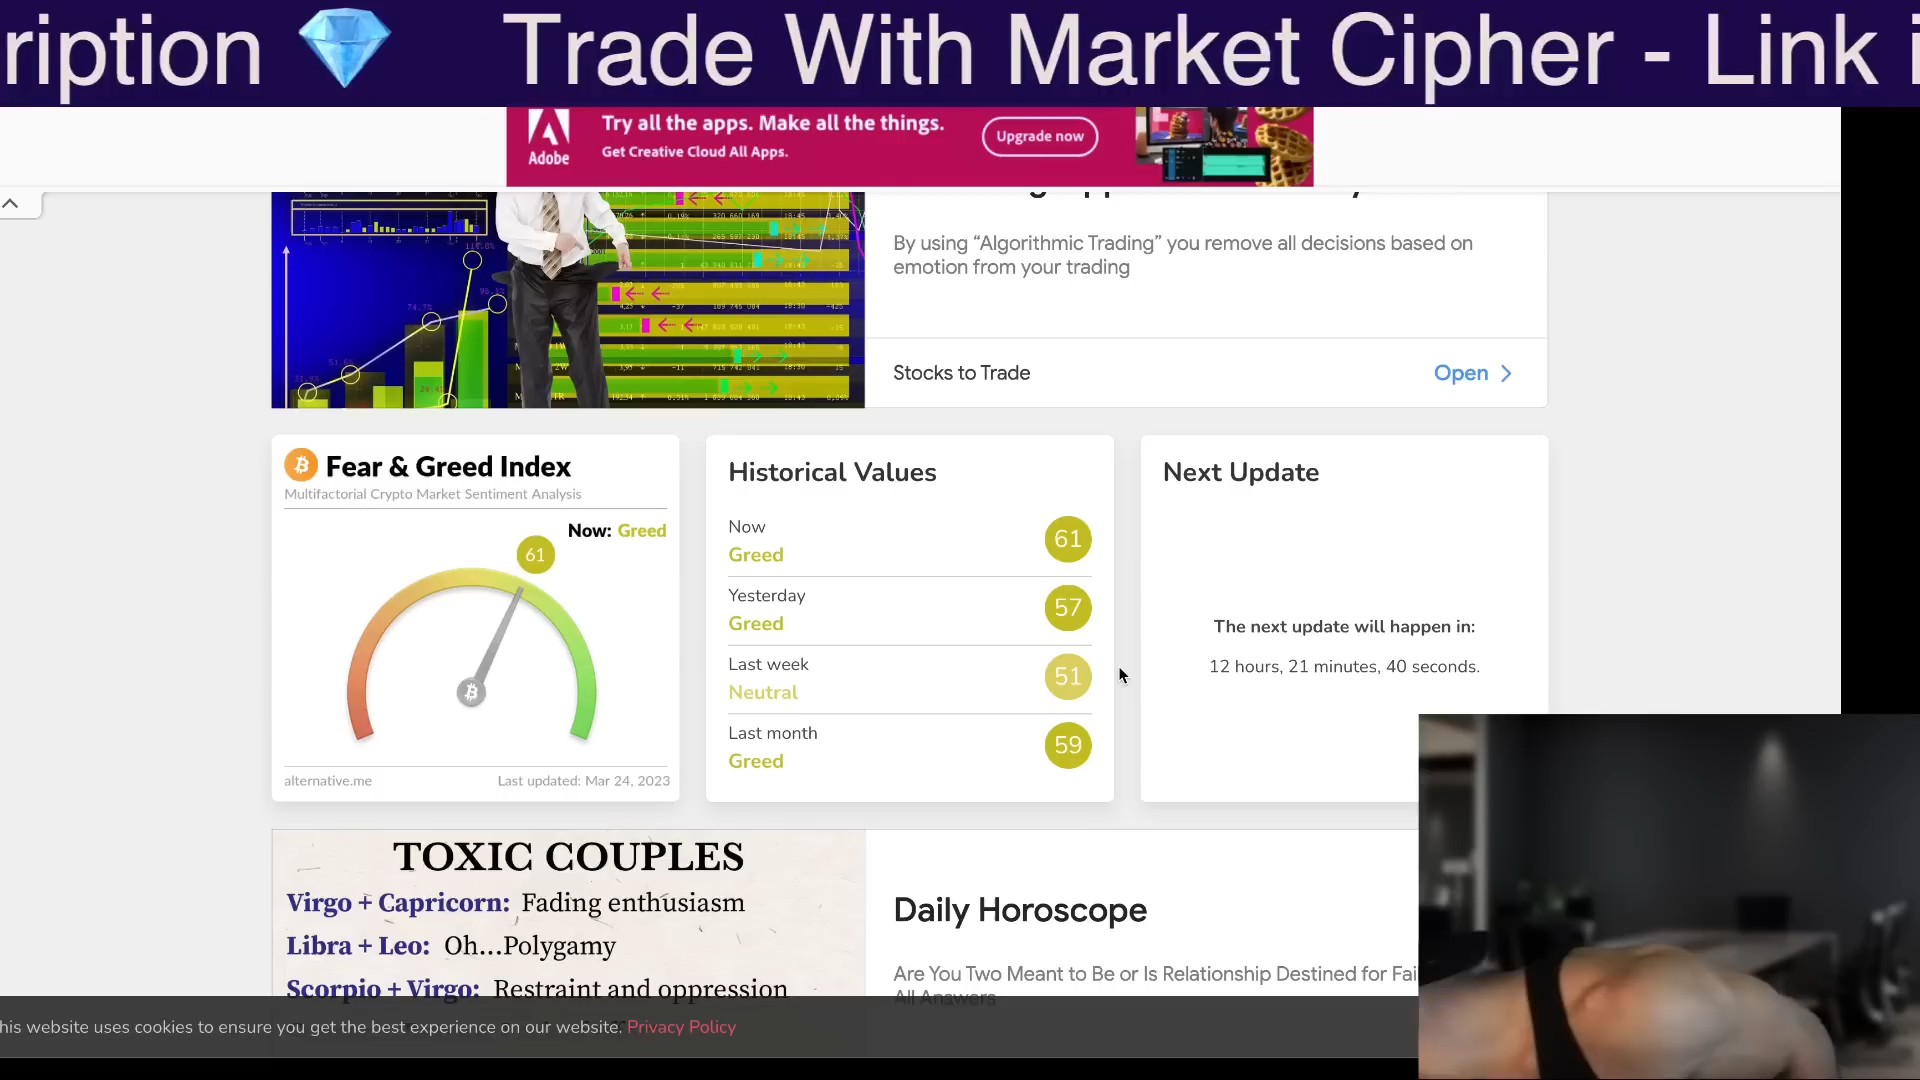 ription 💎 Trade With Market Cipher - Link i
Adobe
Try all the apps. Make all the things.
Get Creative Cloud All Apps.
Upgrade now
By using “Algorithmic Trading” you remove all decisions based on
emotion from your trading
Stocks to Trade
Open
Fear & Greed Index
Multifactorial Crypto Market Sentiment Analysis
Now: Greed
61
alternative.me
Last updated: Mar 24, 2023
Historical Values
Now
Greed
61
Yesterday
Greed
57
Last week
Neutral
51
Last month
Greed
59
Next Update
The next update will happen in:
12 hours, 21 minutes, 40 seconds.
TOXIC COUPLES
Virgo + Capricorn: Fading enthusiasm
Libra + Leo: Oh...Polygamy
Scorpio + Virgo: Restraint and oppression
Daily Horoscope
Are You Two Meant to Be or Is Relationship Destined for Fai
All Answers
his website uses cookies to ensure you get the best experience on our website. Privacy Policy